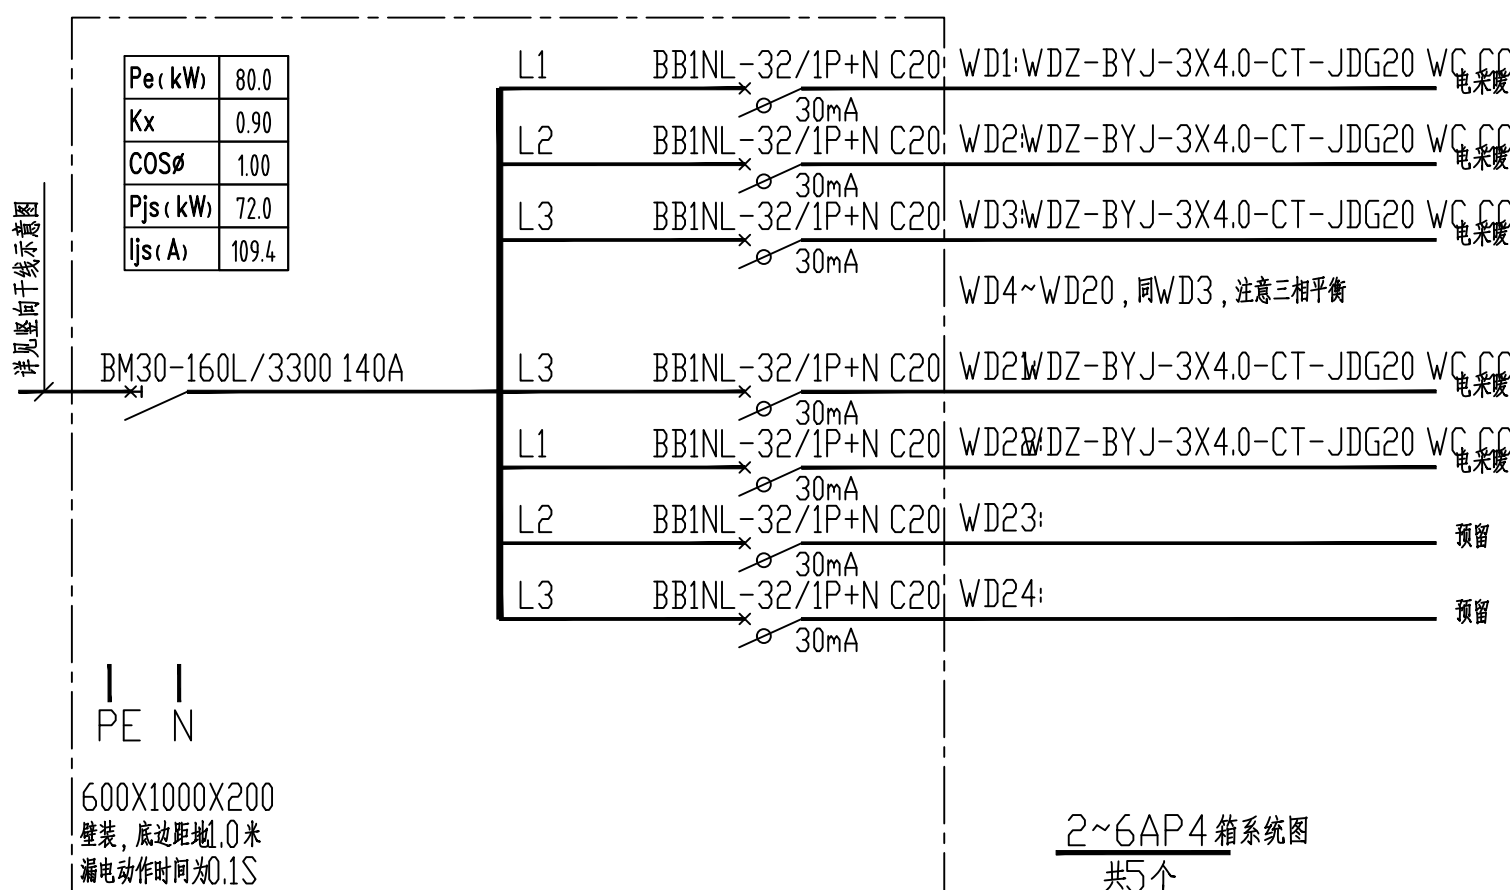 Pe(kW) 80.0
Kx 0.90
COSø 1.00
Pjs(kW) 72.0
Ijs(A) 109.4
详见竖向干线示意图
BM30-160L/3300 140A
L1 BB1NL-32/1P+N C20 WD1:WDZ-BYJ-3X4.0-CT-JDG20 WC CC
电采暖
30mA
L2 BB1NL-32/1P+N C20 WD2:WDZ-BYJ-3X4.0-CT-JDG20 WC CC
电采暖
30mA
L3 BB1NL-32/1P+N C20 WD3:WDZ-BYJ-3X4.0-CT-JDG20 WC CC
电采暖
30mA
WD4~WD20,同WD3,注意三相平衡
L3 BB1NL-32/1P+N C20 WD21:WDZ-BYJ-3X4.0-CT-JDG20 WC CC
电采暖
30mA
L1 BB1NL-32/1P+N C20 WD22:WDZ-BYJ-3X4.0-CT-JDG20 WC CC
电采暖
30mA
L2 BB1NL-32/1P+N C20 WD23:
预留
30mA
L3 BB1NL-32/1P+N C20 WD24:
预留
30mA
PE N
600X1000X200
壁装,底边距地1.0米
漏电动作时间为0.1S
2~6AP4箱系统图
共5个